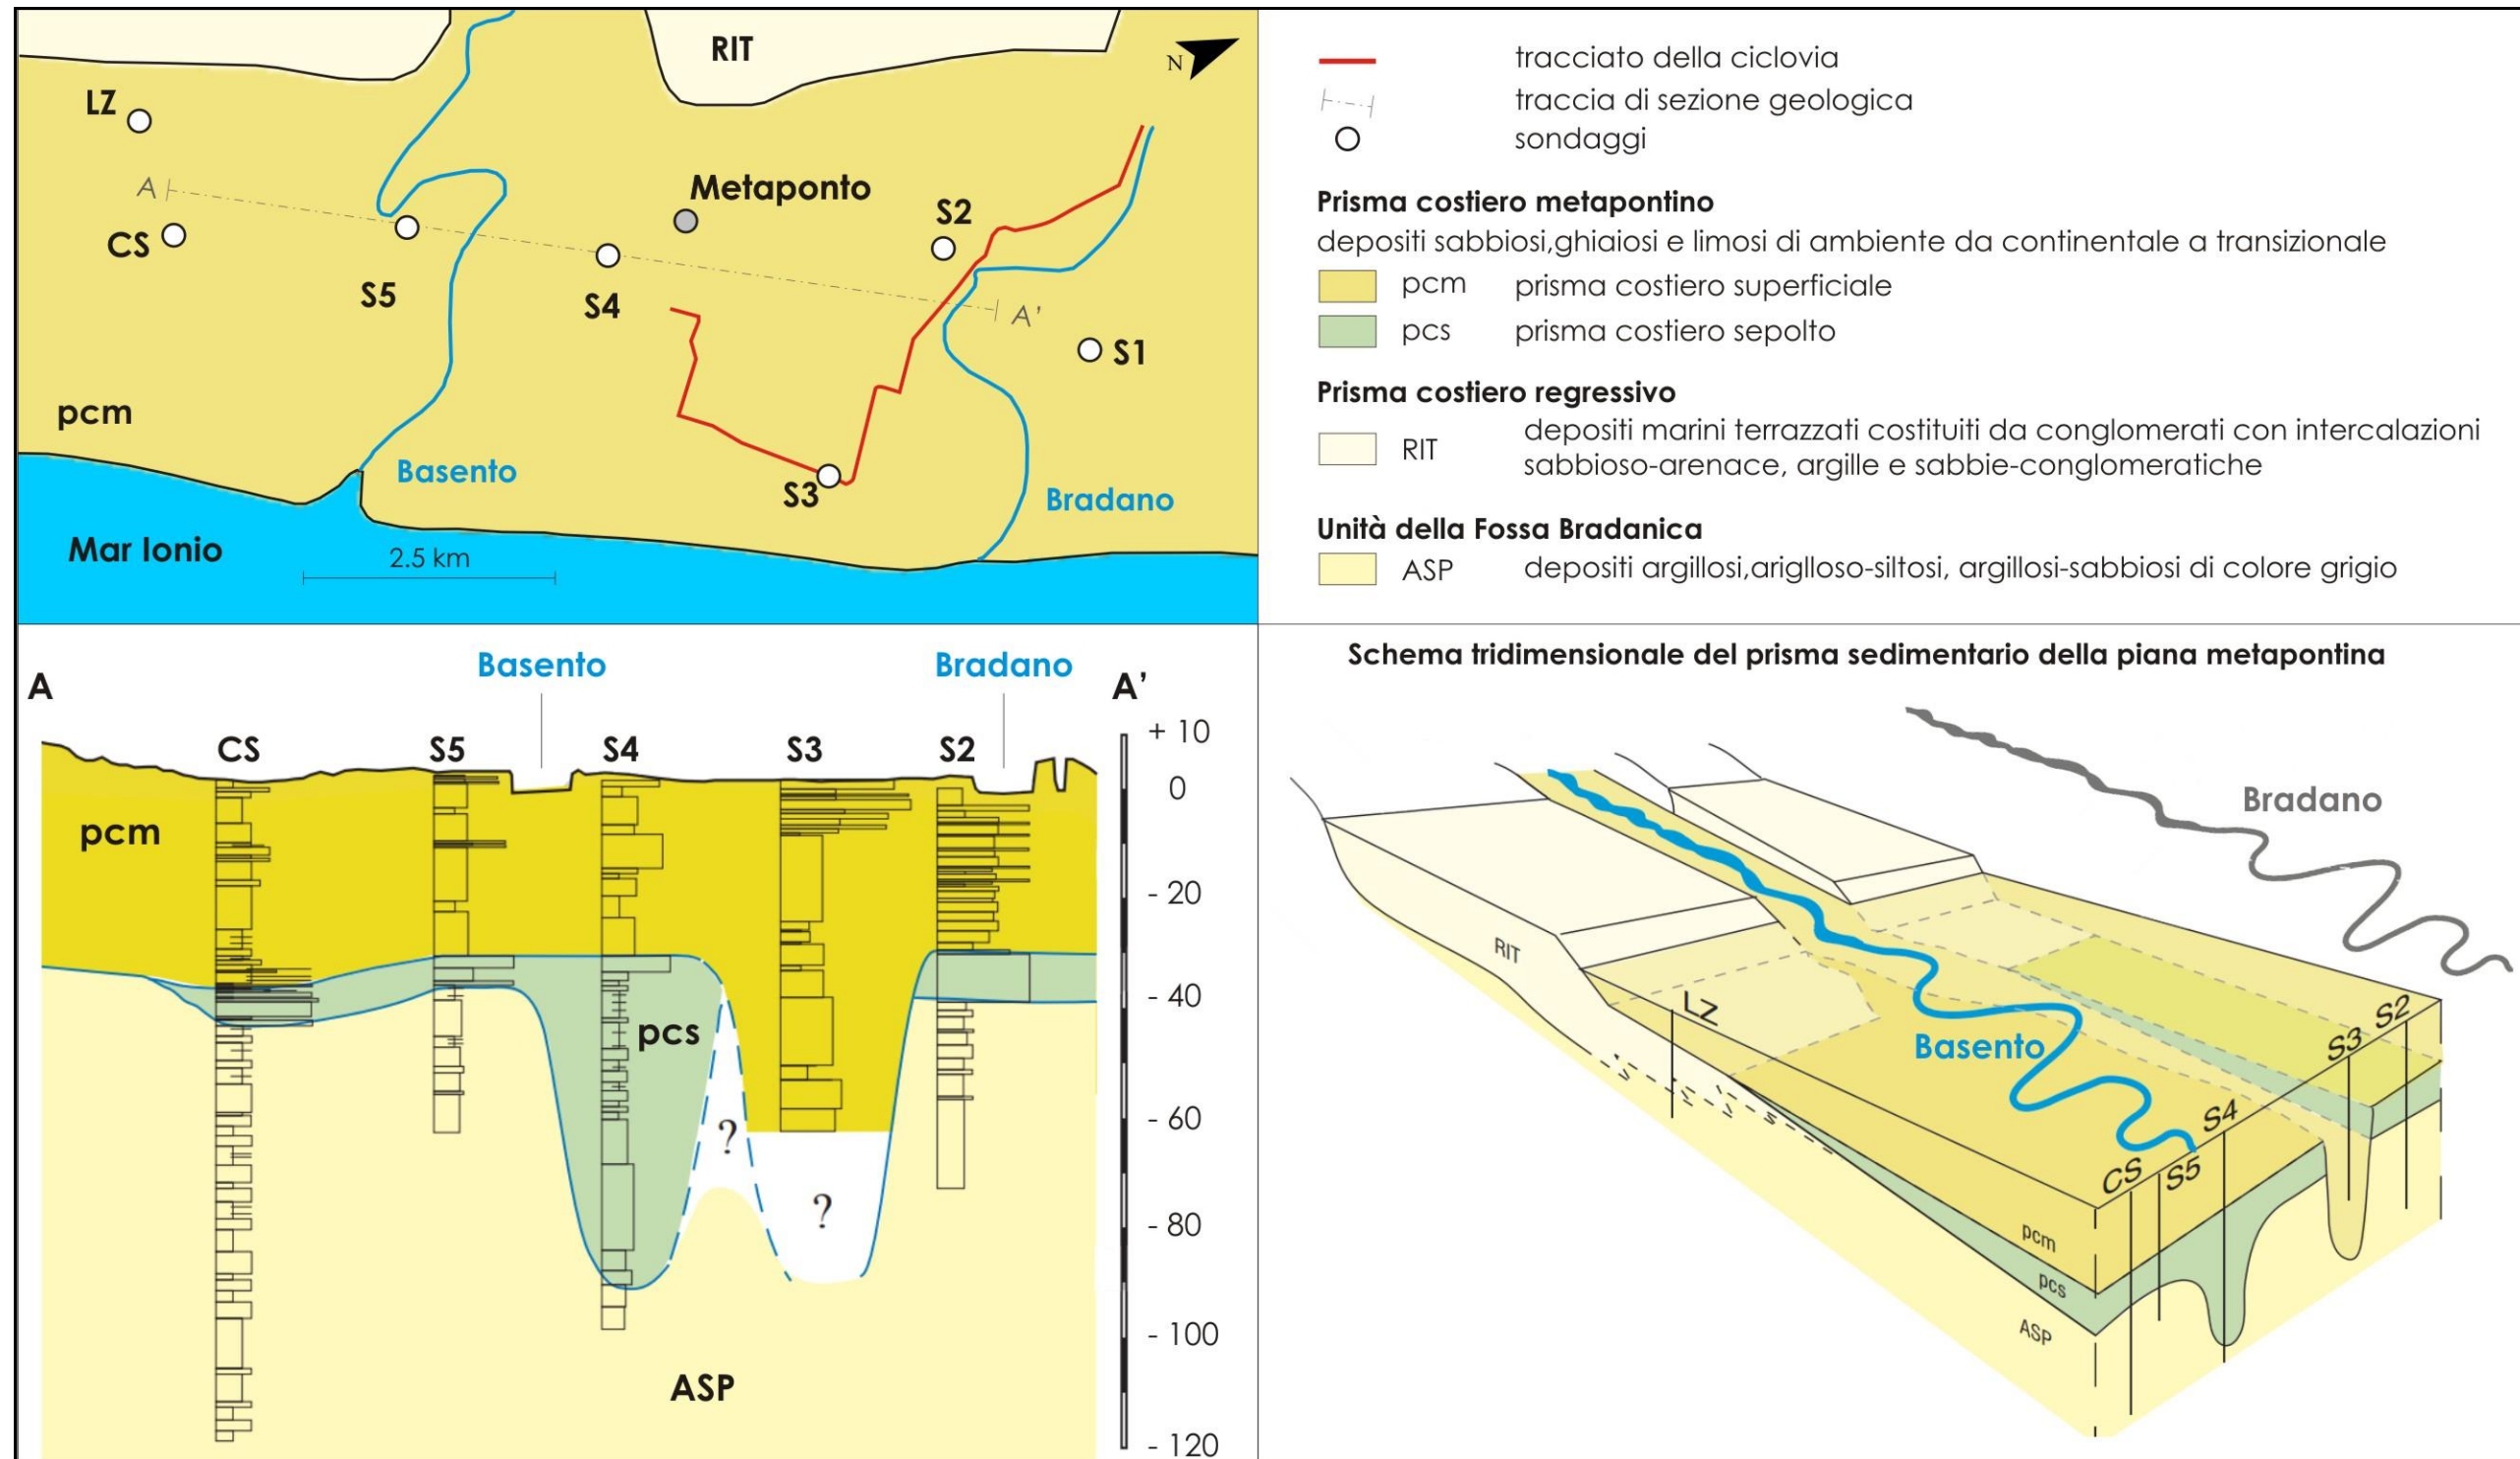 RIT
N
LZ
A
Metaponto
CS
S5
S4
S2
A'
S1
pcm
Basento
S3
Bradano
Mar Ionio
2.5 km
tracciato della ciclovia
traccia di sezione geologica
sondaggi
Prisma costiero metapontino
depositi sabbiosi,ghiaiosi e limosi di ambiente da continentale a transizionale
pcm prisma costiero superficiale
pcs prisma costiero sepolto
Prisma costiero regressivo
RIT depositi marini terrazzati costituiti da conglomerati con intercalazioni
sabbioso-arenace, argille e sabbie-conglomeratiche
Unità della Fossa Bradanica
ASP depositi argillosi,ariglloso-siltosi, argillosi-sabbiosi di colore grigio
Basento
Bradano
A
A'
CS
S5
S4
S3
S2
+ 10
0
- 20
- 40
- 60
- 80
- 100
- 120
pcm
pcs
?
?
ASP
Schema tridimensionale del prisma sedimentario della piana metapontina
Bradano
RIT
LZ
Basento
S2
S3
S4
S5
CS
pcm
pcs
ASP